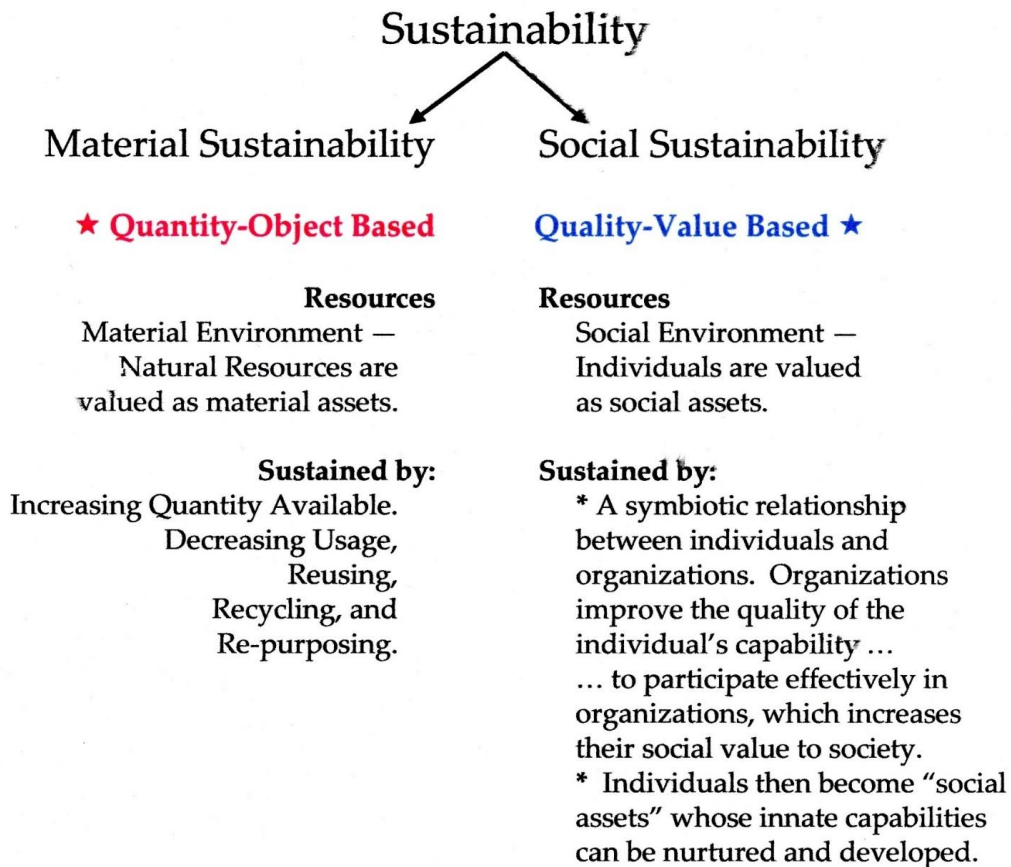 Sustainability
Material Sustainability
★ Quantity-Object Based
Resources
Material Environment —
Natural Resources are
valued as material assets.
Sustained by:
Increasing Quantity Available.
Decreasing Usage,
Reusing,
Recycling, and
Re-purposing.
Social Sustainability
Quality-Value Based ★
Resources
Social Environment —
Individuals are valued
as social assets.
Sustained by:
* A symbiotic relationship
between individuals and
organizations.  Organizations
improve the quality of the
individual's capability …
… to participate effectively in
organizations, which increases
their social value to society.
*  Individuals then become “social
assets” whose innate capabilities
can be nurtured and developed.